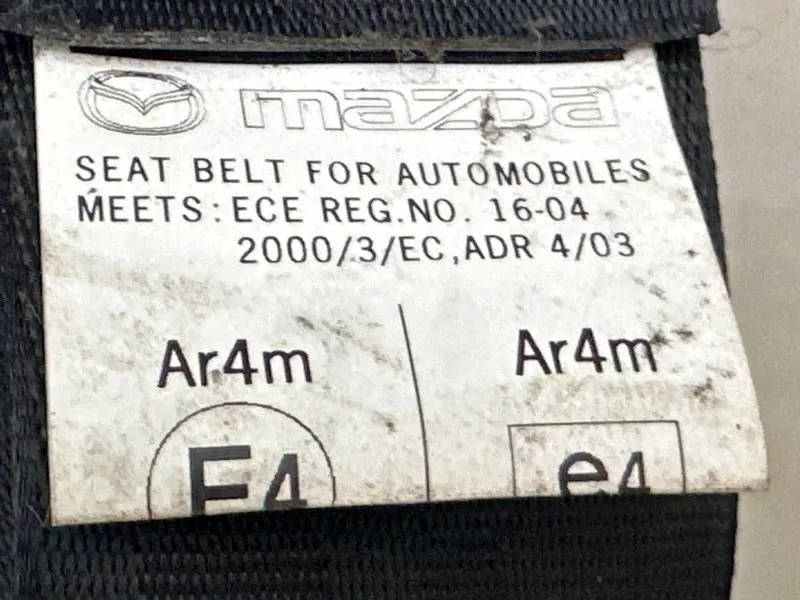 mazda
SEAT BELT FOR AUTOMOBILES
MEETS: ECE REG.NO. 16-04
2000/3/EC, ADR 4/03
Ar4m Ar4m
E4 e4